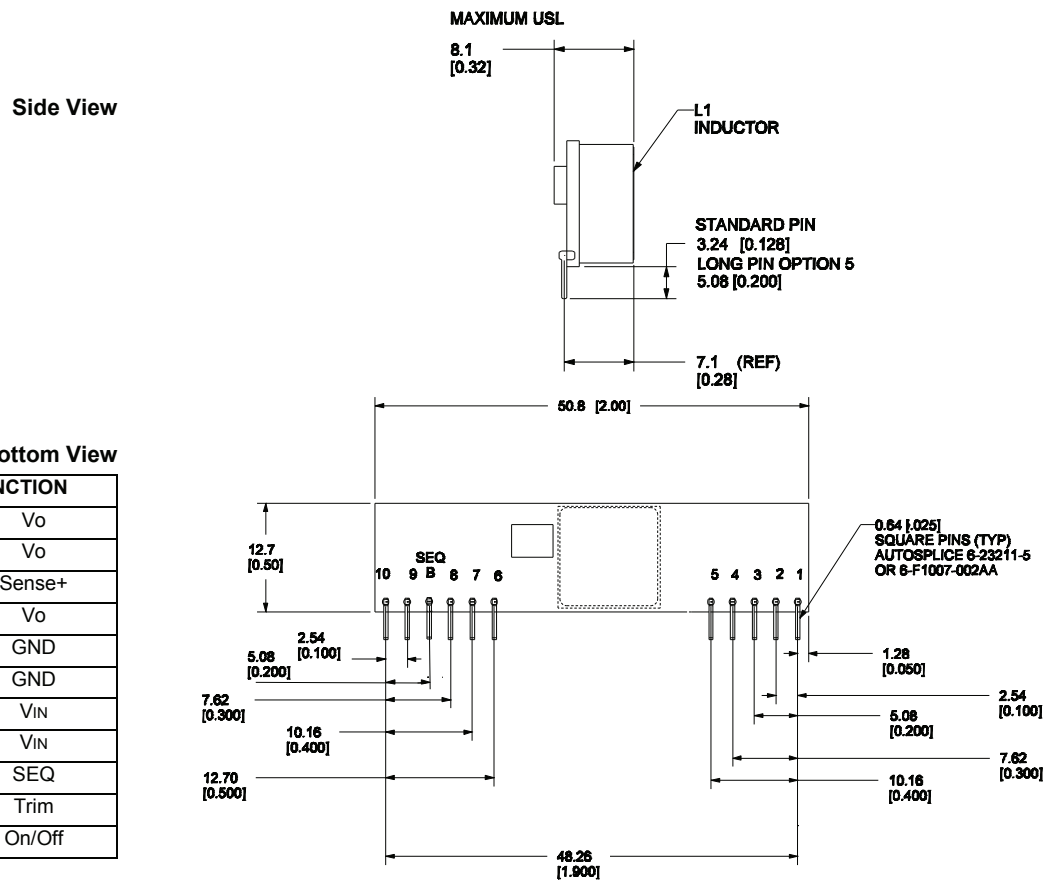 MAXIMUM USL
8.1
[0.32]
Side View
L1
INDUCTOR
STANDARD PIN
3.24 [0.128]
LONG PIN OPTION 5
5.08 [0.200]
7.1 (REF)
[0.28]
50.8 [2.00]
ottom View
NCTION
Vo
Vo
Sense+
Vo
GND
GND
VIN
VIN
SEQ
Trim
On/Off
12.7
[0.50]
SEQ
10 9 B 8 7 6
5 4 3 2 1
0.64 [.025]
SQUARE PINS (TYP)
AUTOSPLICE 6-23211-5
OR 6-F1007-002AA
2.54
[0.100]
5.08
[0.200]
7.62
[0.300]
10.16
[0.400]
12.70
[0.500]
1.28
[0.050]
2.54
[0.100]
5.08
[0.200]
7.62
[0.300]
10.16
[0.400]
48.26
[1.900]